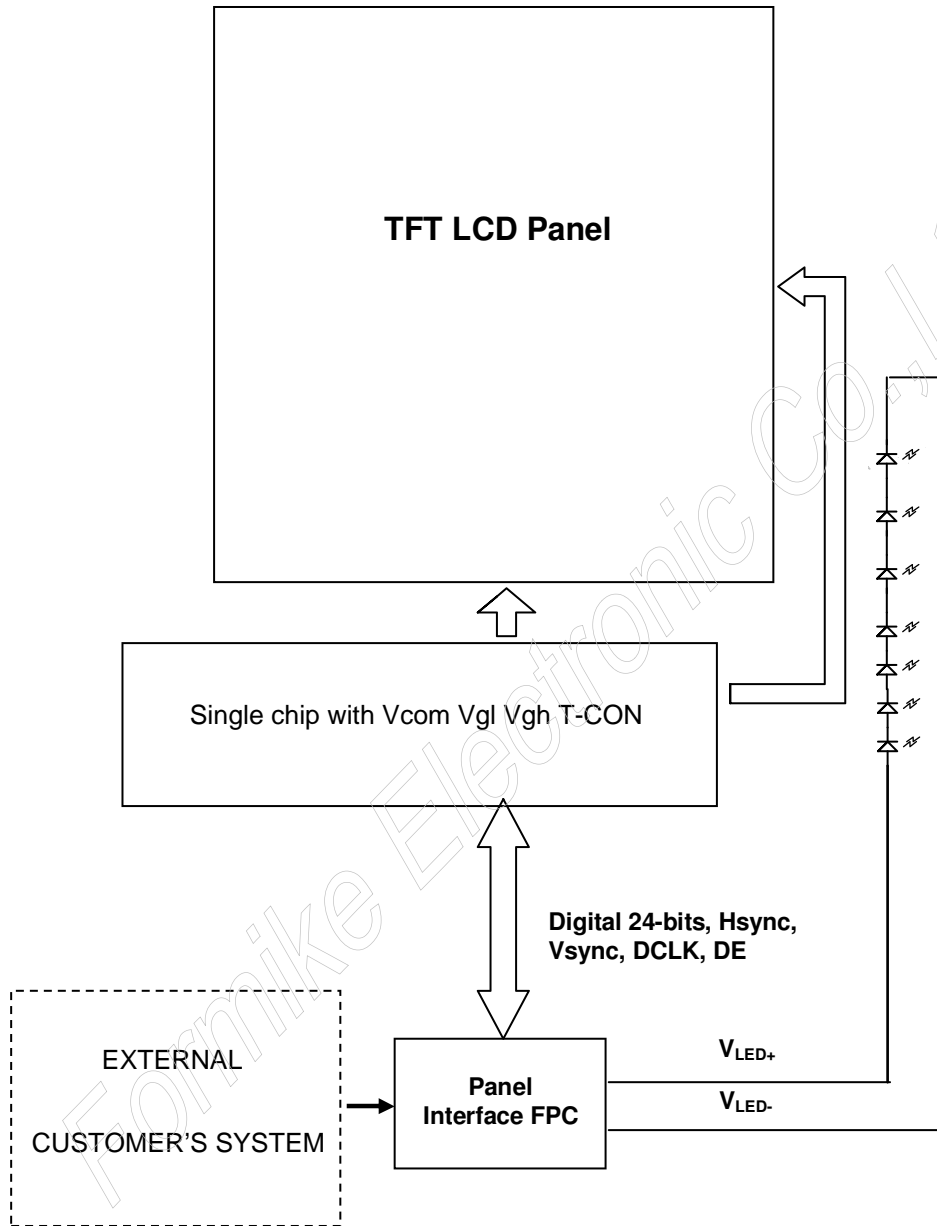 TFT LCD Panel
Single chip with Vcom Vgl Vgh T-CON
Digital 24-bits, Hsync,
Vsync, DCLK, DE
EXTERNAL
CUSTOMER'S SYSTEM
Panel
Interface FPC
VLED+
VLED-
Formike Electronic Co.,